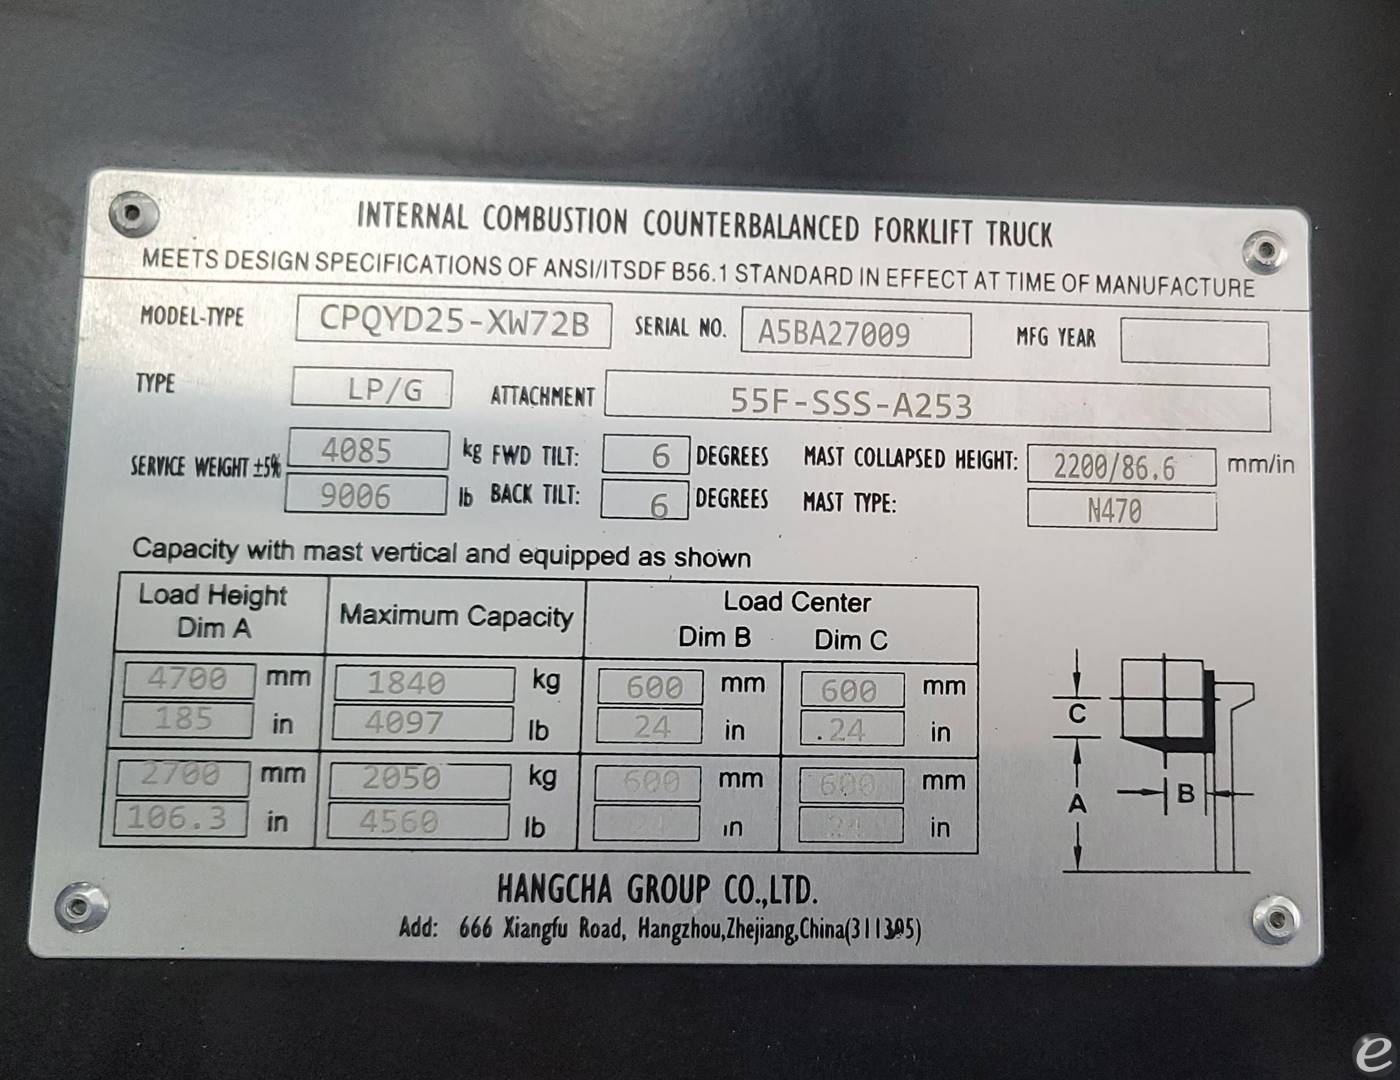 INTERNAL COMBUSTION COUNTERBALANCED FORKLIFT TRUCK
MEETS DESIGN SPECIFICATIONS OF ANSI/ITSDF B56.1 STANDARD IN EFFECT AT TIME OF MANUFACTURE
MODEL-TYPE CPQYD25-XW72B SERIAL NO. A5BA27009 MFG YEAR
TYPE LP/G ATTACHMENT 55F-SSS-A253
SERVICE WEIGHT ±5% 4085 kg FWD TILT: 6 DEGREES MAST COLLAPSED HEIGHT: 2200/86.6 mm/in
9006 lb BACK TILT: 6 DEGREES MAST TYPE: N470
Capacity with mast vertical and equipped as shown
Load Height Maximum Capacity Load Center
Dim A Dim B Dim C
4700 mm 1840 kg 600 mm 600 mm
185 in 4097 lb 24 in .24 in
2700 mm 2050 kg 600 mm 600 mm
106.3 in 4560 lb 24 in 24 in
C
A
B
HANGCHA GROUP CO.,LTD.
Add: 666 Xiangfu Road, Hangzhou,Zhejiang,China
e